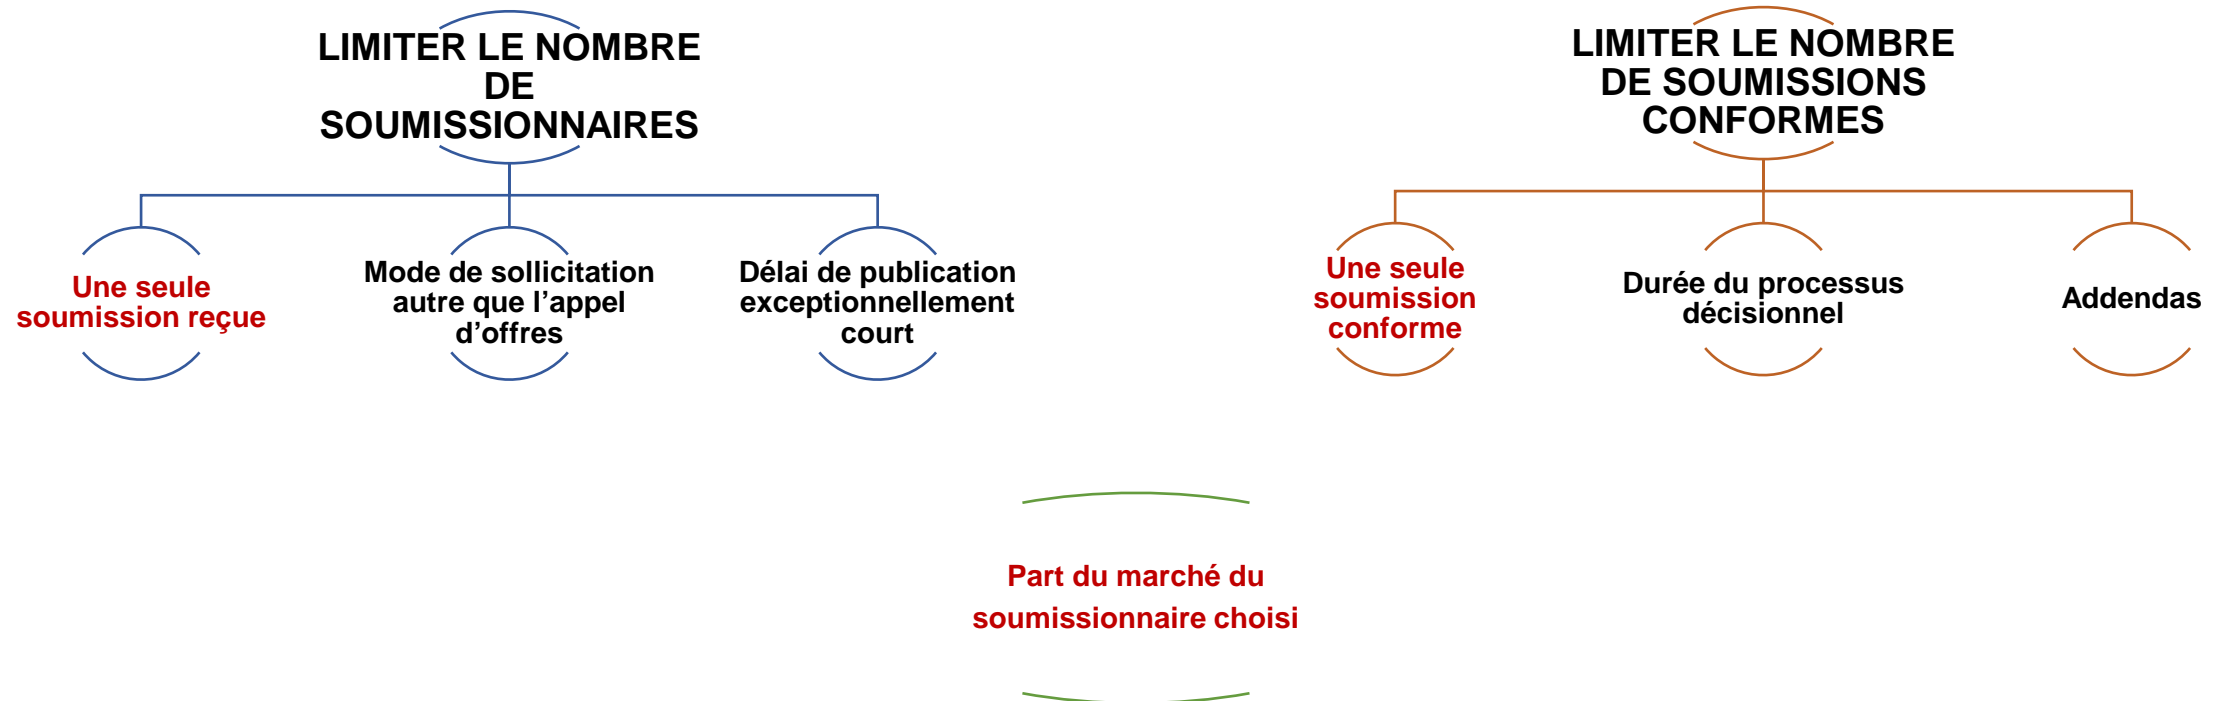 LIMITER LE NOMBRE
DE
SOUMISSIONNAIRES
Une seule
soumission reçue
Mode de sollicitation
autre que l’appel
d’offres
Délai de publication
exceptionnellement
court
LIMITER LE NOMBRE
DE SOUMISSIONS
CONFORMES
Une seule
soumission
conforme
Durée du processus
décisionnel
Addendas
Part du marché du
soumissionnaire choisi